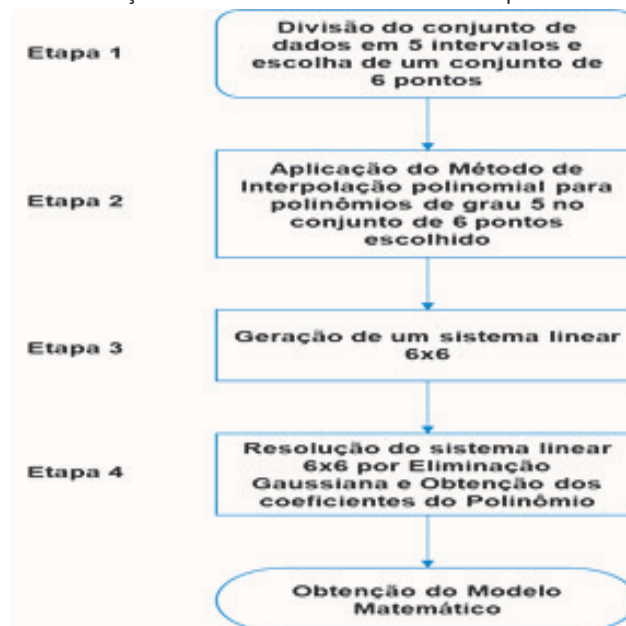 Divisão do conjunto de
dados em 5 intervalos e
escolha de um conjunto de
6 pontos
Etapa 1
Aplicação do Método de
Interpolação polinomial para
polinômios de grau 5 no
conjunto de 6 pontos
escolhido
Etapa 2
Geração de um sistema linear
6x6
Etapa 3
Resolução do sistema linear
6x6 por Eliminação
Gaussiana e Obtenção dos
coeficientes do Polinômio
Etapa 4
Obtenção do Modelo
Matemático